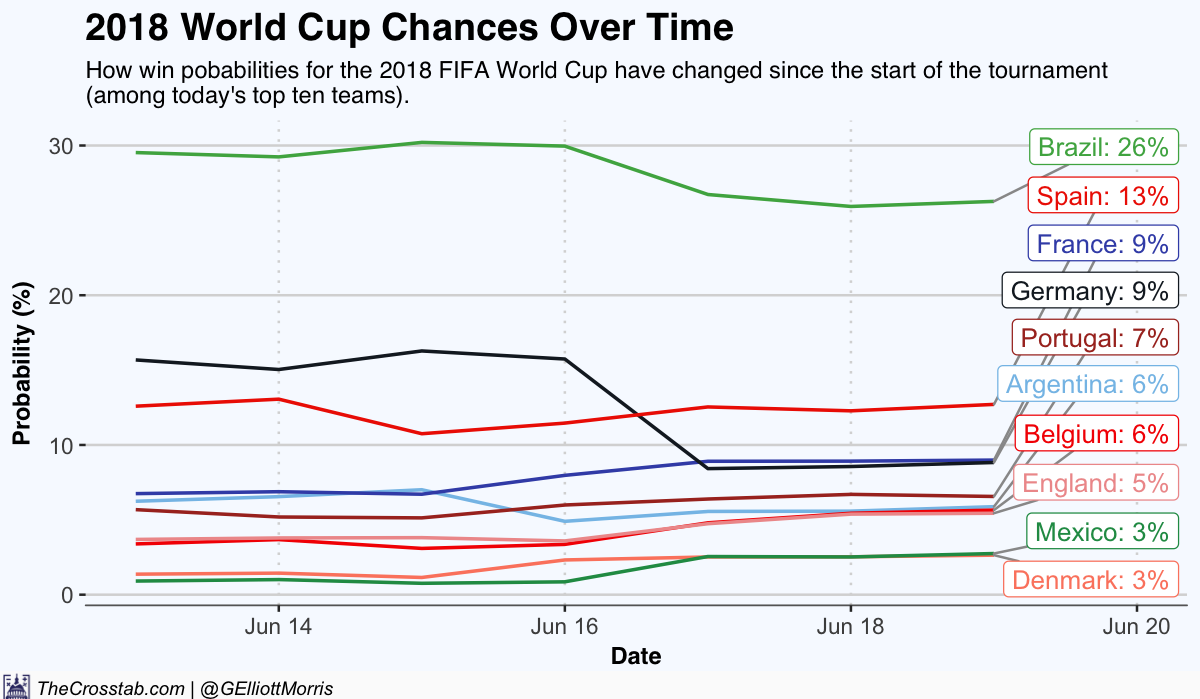 2018 World Cup Chances Over Time
How win pobabilities for the 2018 FIFA World Cup have changed since the start of the tournament
(among today's top ten teams).
30
20
10
0
Probability (%)
Brazil: 26%
Spain: 13%
France: 9%
Germany: 9%
Portugal: 7%
Argentina: 6%
Belgium: 6%
England: 5%
Mexico: 3%
Denmark: 3%
Jun 14
Jun 16
Jun 18
Jun 20
Date
TheCrosstab.com | @GElliottMorris